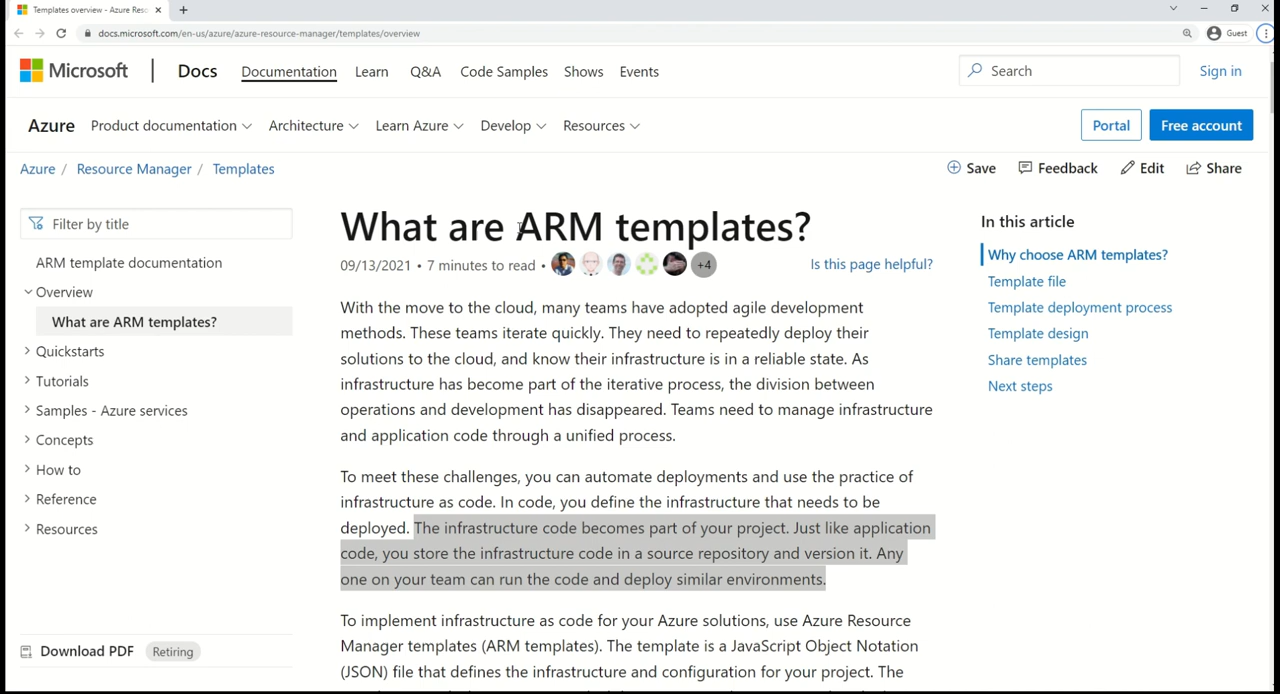 Templates overview - Azure Reso
docs.microsoft.com/en-us/azure/azure-resource-manager/templates/overview
Guest
Microsoft
Docs
Documentation
Learn
Q&A
Code Samples
Shows
Events
Search
Sign in
Azure
Product documentation
Architecture
Learn Azure
Develop
Resources
Portal
Free account
Azure / Resource Manager / Templates
Save
Feedback
Edit
Share
Filter by title
ARM template documentation
Overview
What are ARM templates?
Quickstarts
Tutorials
Samples - Azure services
Concepts
How to
Reference
Resources
Download PDF
Retiring
What are ARM templates?
09/13/2021 • 7 minutes to read •
+4
Is this page helpful?
With the move to the cloud, many teams have adopted agile development
methods. These teams iterate quickly. They need to repeatedly deploy their
solutions to the cloud, and know their infrastructure is in a reliable state. As
infrastructure has become part of the iterative process, the division between
operations and development has disappeared. Teams need to manage infrastructure
and application code through a unified process.
To meet these challenges, you can automate deployments and use the practice of
infrastructure as code. In code, you define the infrastructure that needs to be
deployed. The infrastructure code becomes part of your project. Just like application
code, you store the infrastructure code in a source repository and version it. Any
one on your team can run the code and deploy similar environments.
To implement infrastructure as code for your Azure solutions, use Azure Resource
Manager templates (ARM templates). The template is a JavaScript Object Notation
(JSON) file that defines the infrastructure and configuration for your project. The
In this article
Why choose ARM templates?
Template file
Template deployment process
Template design
Share templates
Next steps